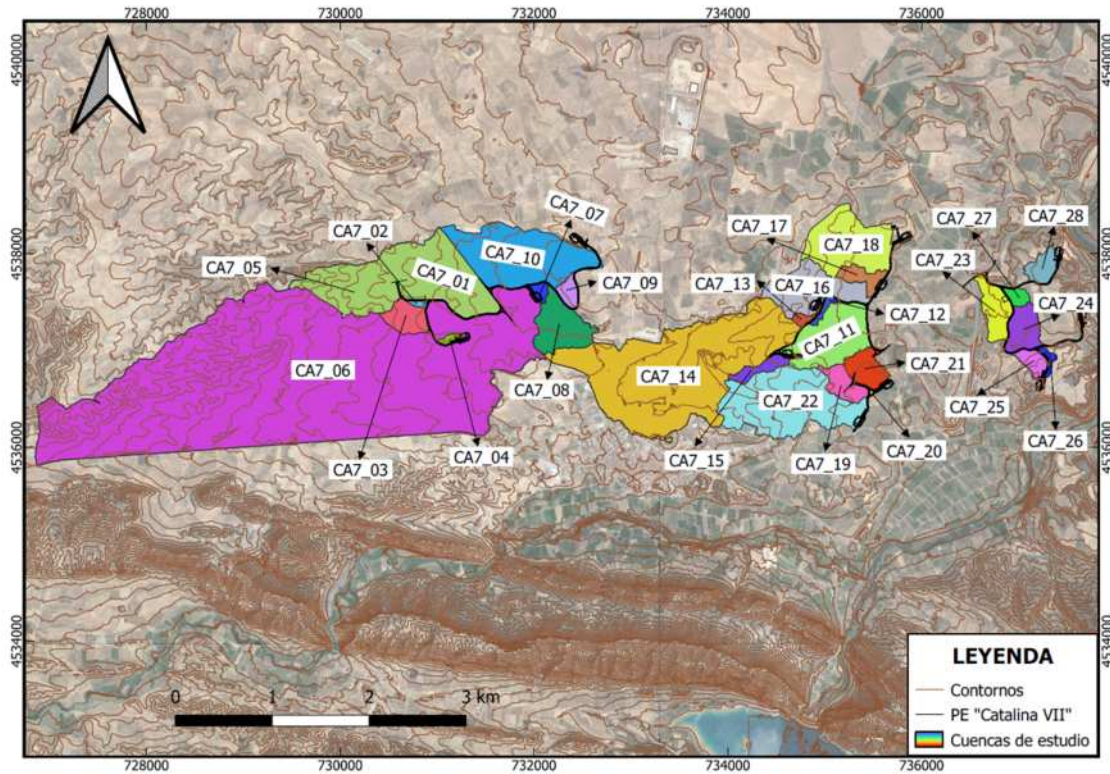 728000
730000
732000
734000
736000
4540000
4540000
CA7_07
CA7_02
CA7_17
CA7_27
CA7_28
CA7_10
CA7_18
CA7_23
4538000
4538000
CA7_05
CA7_01
CA7_09
CA7_13
CA7_16
CA7_24
CA7_12
CA7_11
CA7_06
CA7_08
CA7_14
CA7_21
CA7_22
CA7_25
4536000
4536000
CA7_03
CA7_04
CA7_15
CA7_19
CA7_20
CA7_26
4534000
4534000
0 1 2 3 km
LEYENDA
Contornos
PE "Catalina VII"
Cuencas de estudio
728000
730000
732000
734000
736000